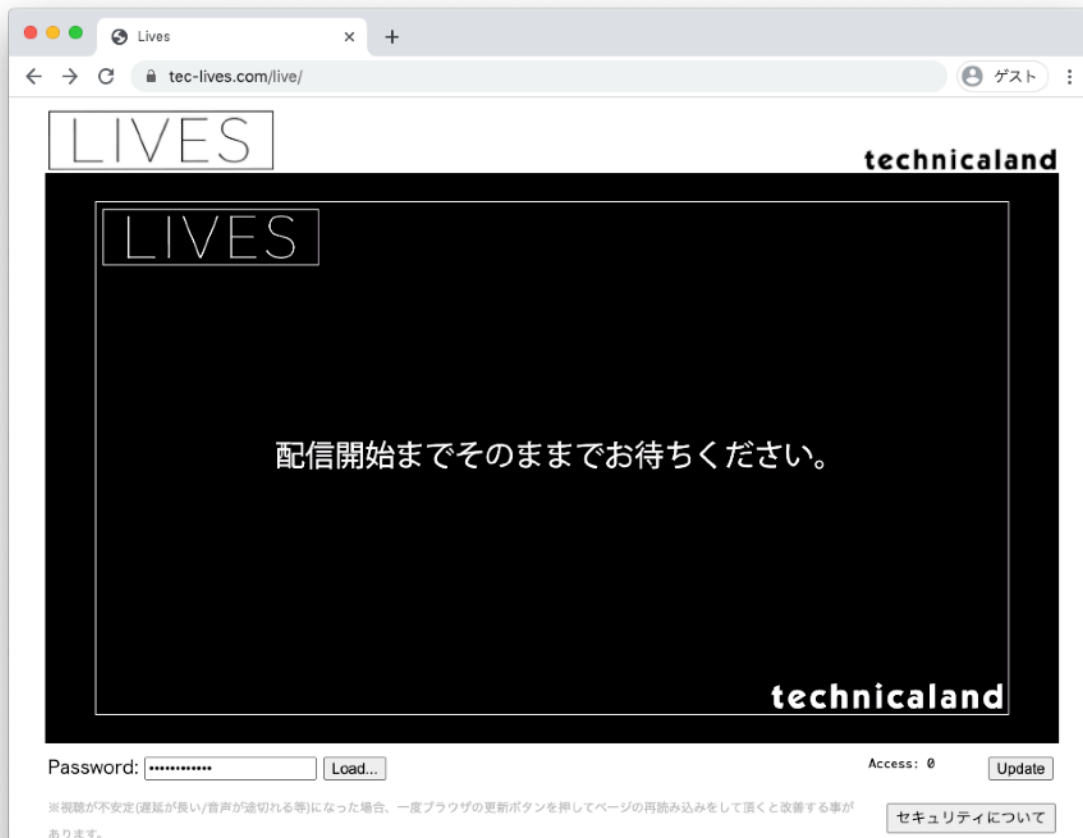 Lives
tec-lives.com/live/
ゲスト
LIVES
technicaland
LIVES
配信開始までそのままでお待ちください。
technicaland
Password: •••••••••••• Load...
Access: 0
Update
※視聴が不安定(遅延が長い/音声が途切れる等)になった場合、一度ブラウザの更新ボタンを押してページの再読み込みをして頂くと改善する事が
あります。
セキュリティについて